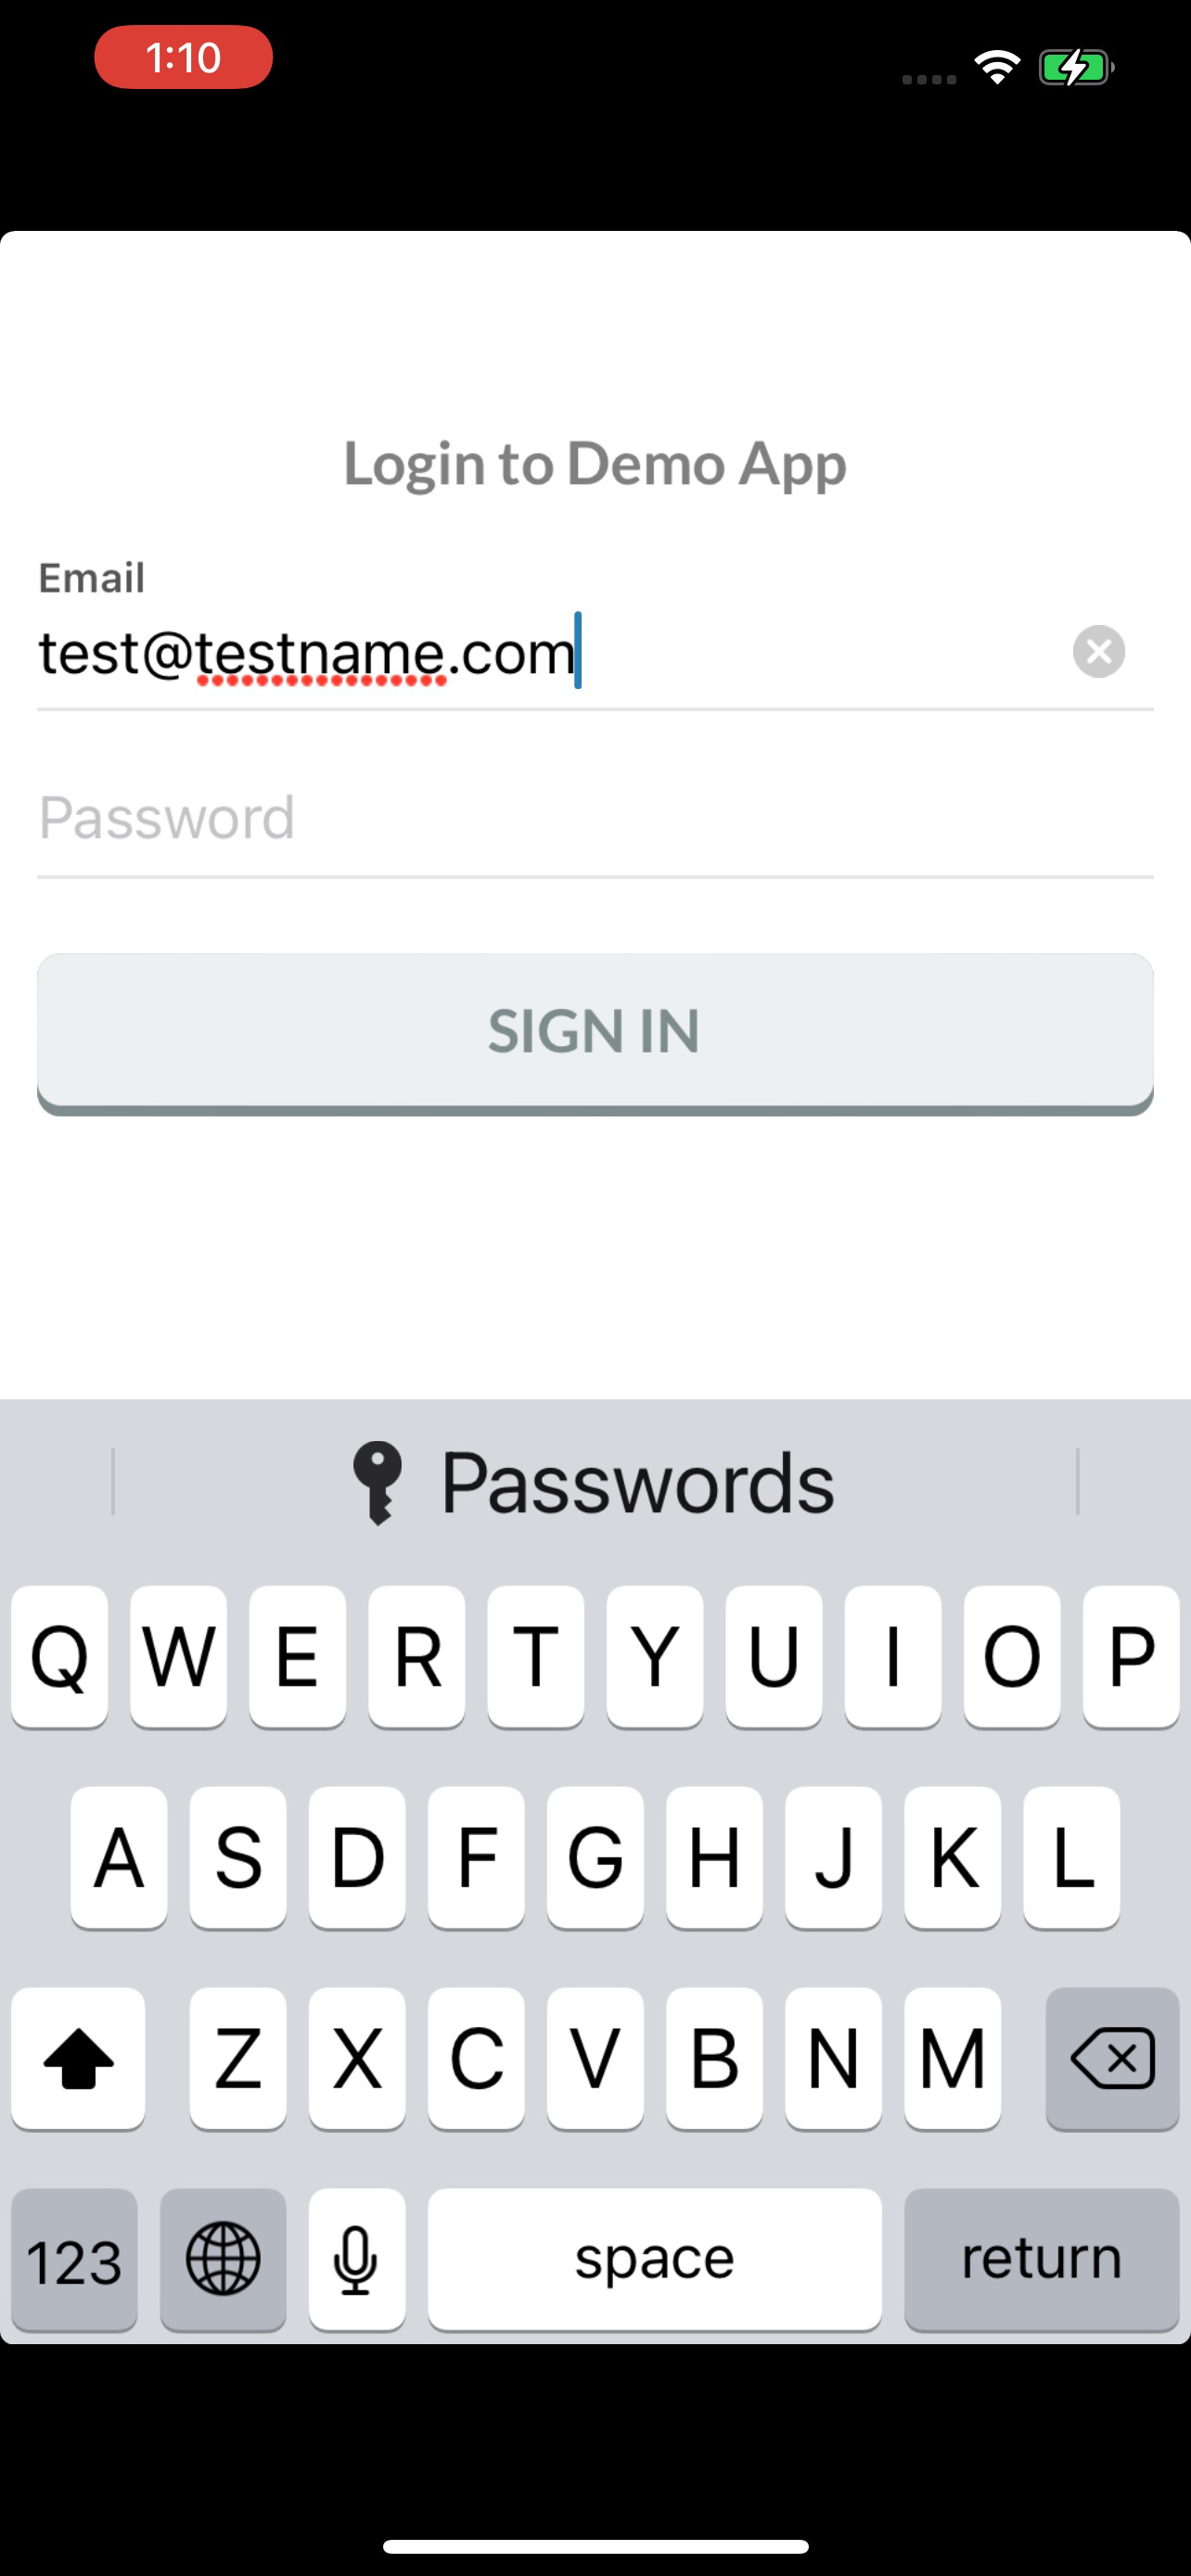 1:10
Login to Demo App
Email
test@testname.com
Password
SIGN IN
Passwords
Q W E R T Y U I O P
A S D F G H J K L
Z X C V B N M
123 space return